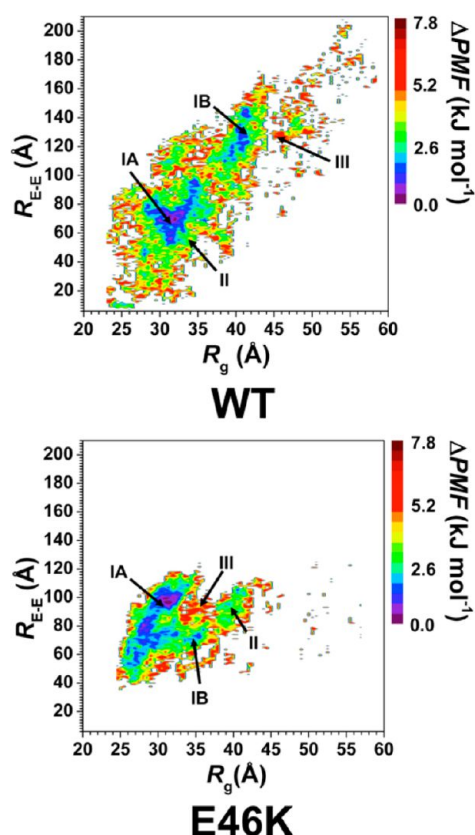 200
180
160
140
120
100
80
60
40
20
R_E-E (Å)
IB
IA
III
II
20 25 30 35 40 45 50 55 60
R_g (Å)
7.8
5.2
2.6
0.0
ΔPMF (kJ mol⁻¹)
WT
200
180
160
140
120
100
80
60
40
20
R_E-E (Å)
IA
III
II
IB
20 25 30 35 40 45 50 55 60
R_g (Å)
7.8
5.2
2.6
0.0
ΔPMF (kJ mol⁻¹)
E46K